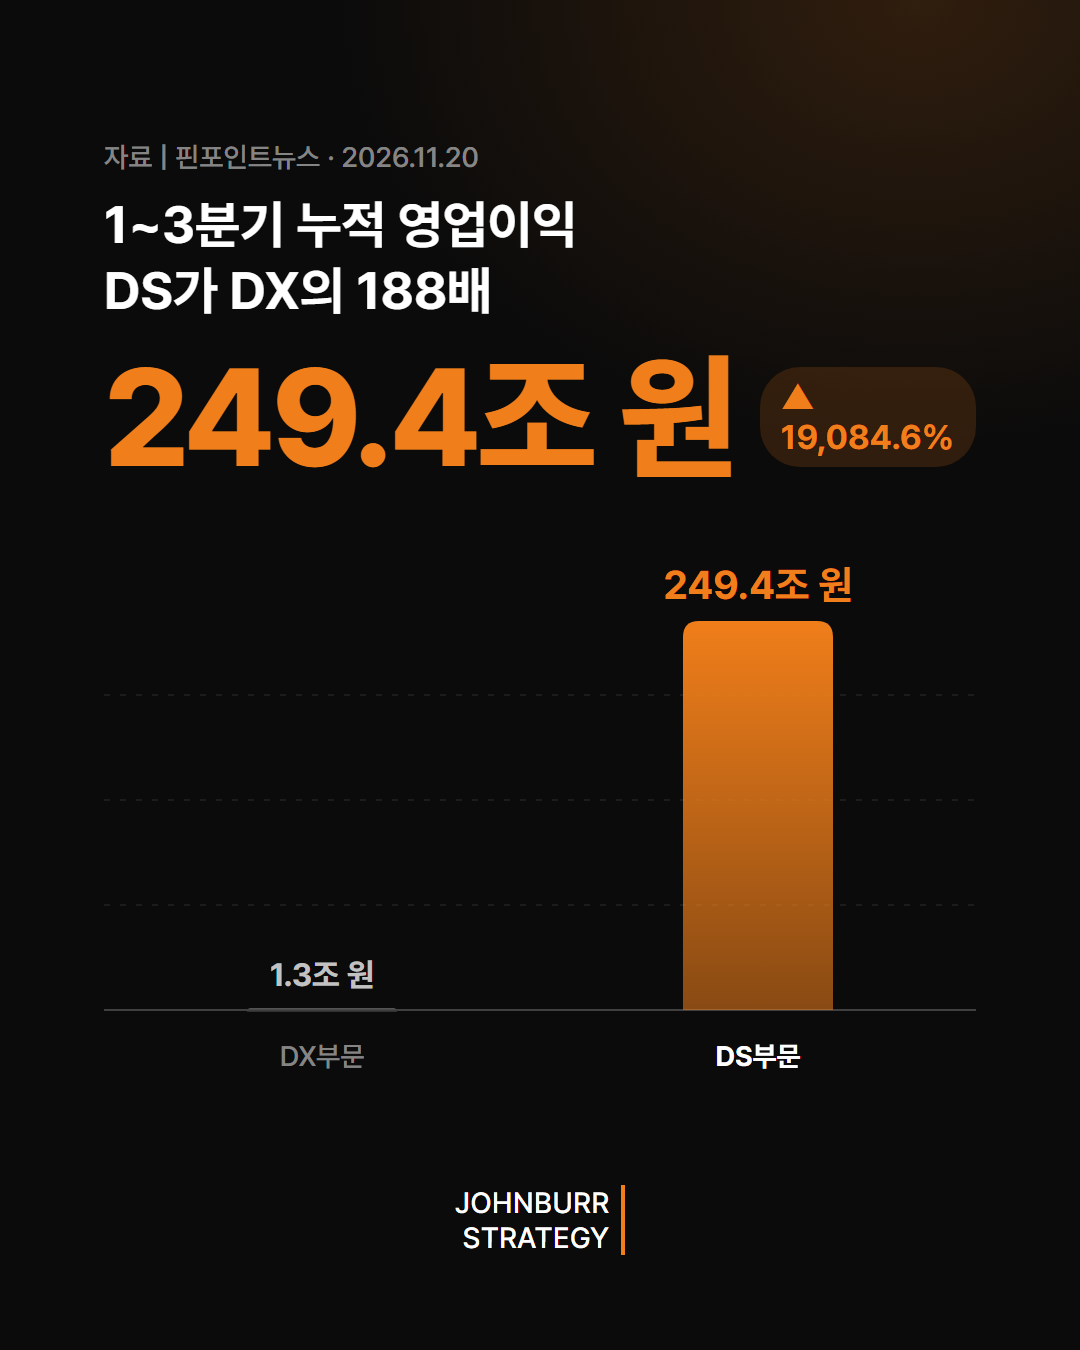 자료 | 핀포인트뉴스 · 2026.11.20
1~3분기 누적 영업이익
DS가 DX의 188배
249.4조 원
▲
19,084.6%
249.4조 원
1.3조 원
DX부문
DS부문
JOHNBURR
STRATEGY